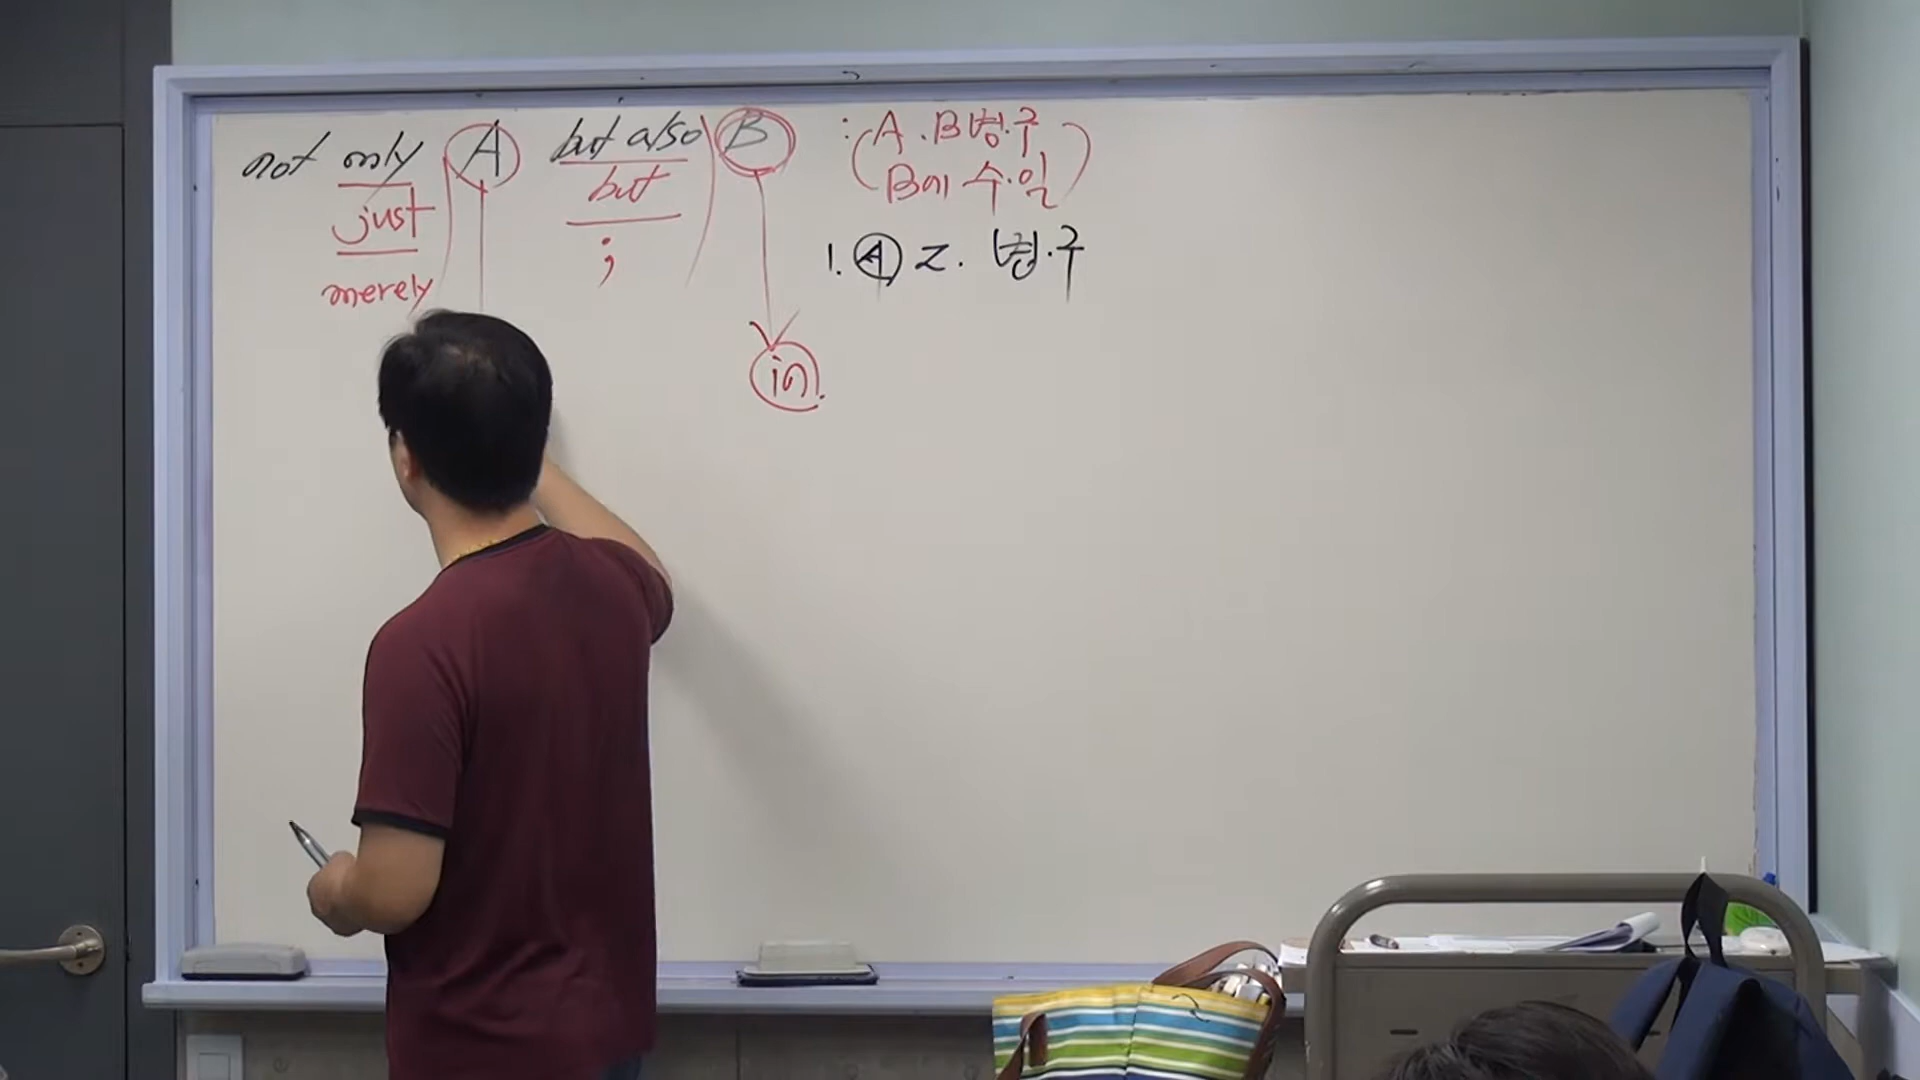 not only A but also B : ( A . B 병.구
just but B에 수.일 )
merely ; 1. A 2. 병.구
in.